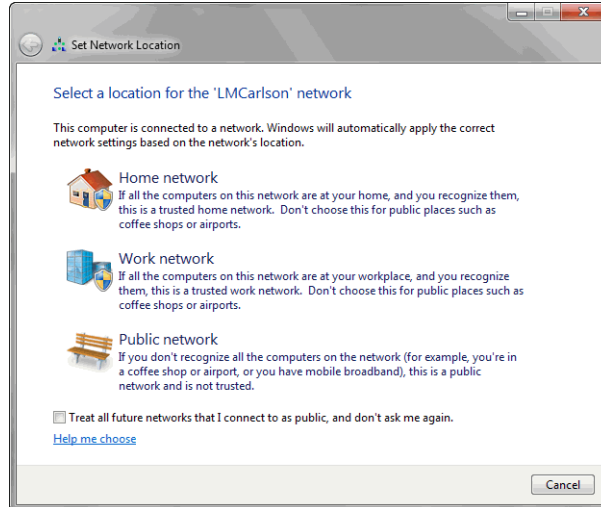 Set Network Location
Select a location for the 'LMCarlson' network
This computer is connected to a network. Windows will automatically apply the correct
network settings based on the network's location.
Home network
If all the computers on this network are at your home, and you recognize them,
this is a trusted home network.  Don't choose this for public places such as
coffee shops or airports.
Work network
If all the computers on this network are at your workplace, and you recognize
them, this is a trusted work network.  Don't choose this for public places such as
coffee shops or airports.
Public network
If you don't recognize all the computers on the network (for example, you're in
a coffee shop or airport, or you have mobile broadband), this is a public
network and is not trusted.
Treat all future networks that I connect to as public, and don't ask me again.
Help me choose
Cancel